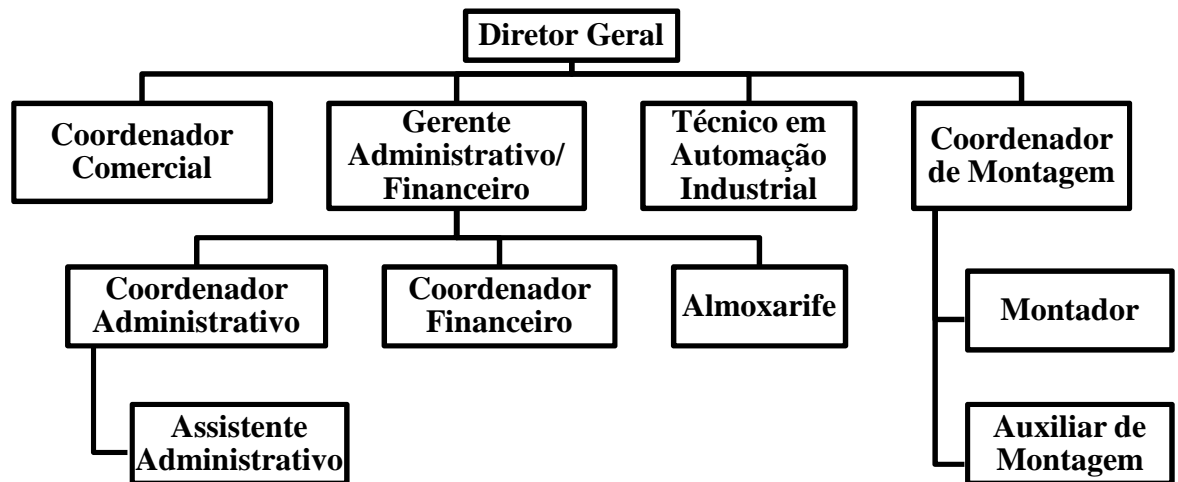 Diretor Geral
Coordenador
Comercial
Gerente
Administrativo/
Financeiro
Técnico em
Automação
Industrial
Coordenador
de Montagem
Coordenador
Administrativo
Coordenador
Financeiro
Almoxarife
Montador
Assistente
Administrativo
Auxiliar de
Montagem